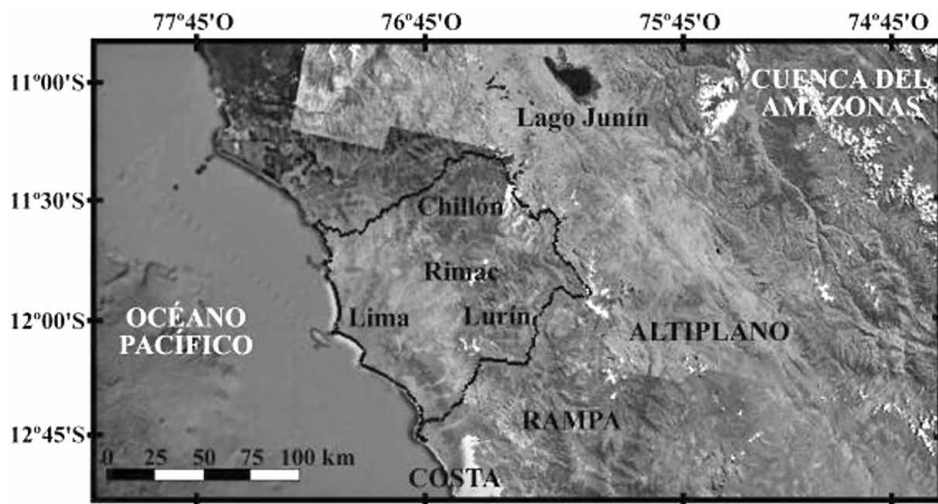 77°45'O 76°45'O 75°45'O 74°45'O
11°00'S
11°30'S
12°00'S
12°45'S
CUENCA DEL
AMAZONAS
Lago Junín
Chillón
Rimac
Lima
Lurín
OCÉANO
PACÍFICO
ALTIPLANO
RAMPA
COSTA
0 25 50 75 100 km